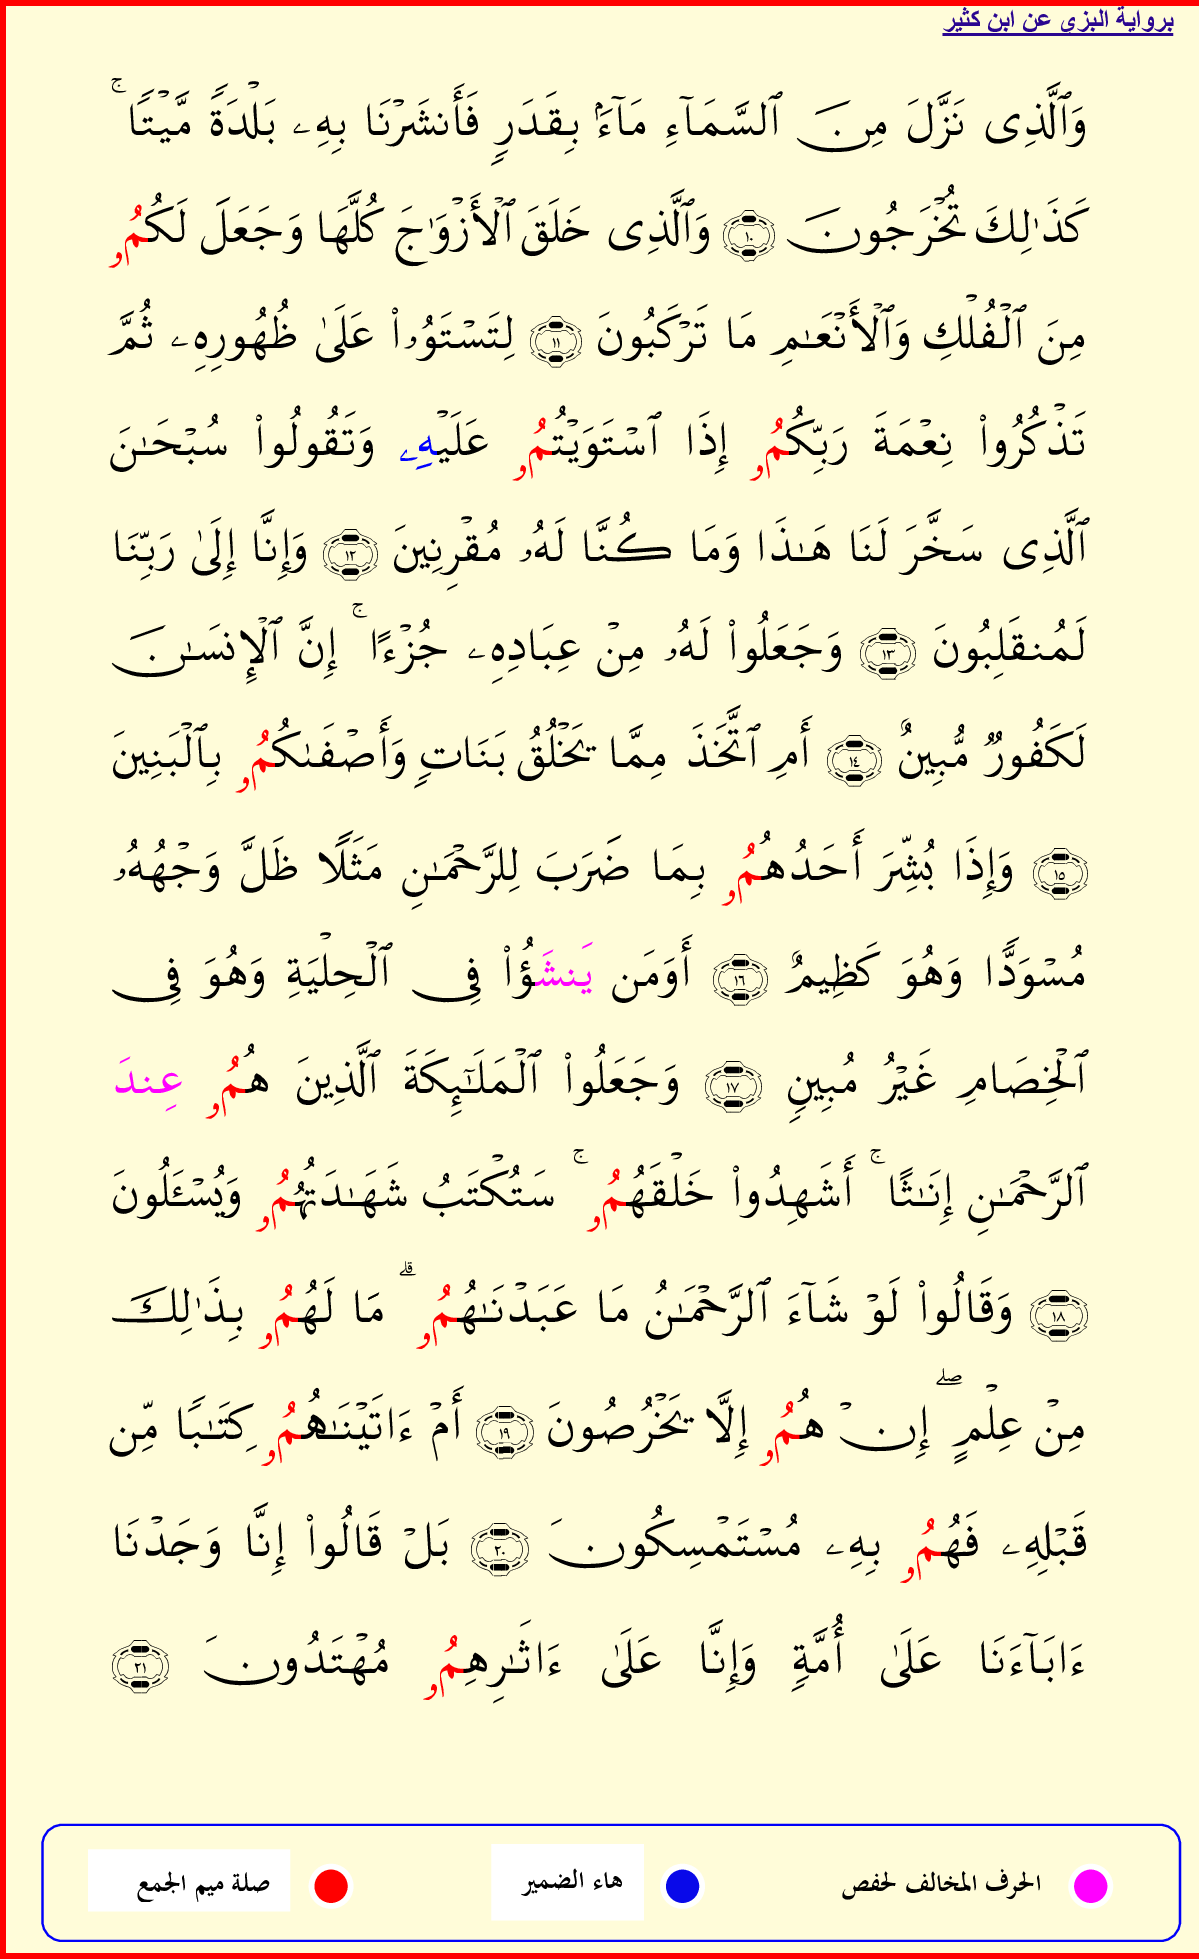 برواية البزي عن ابن كثير
وَٱلَّذِى نَزَّلَ مِنَ ٱلسَّمَآءِ مَآءَۢ بِقَدَرٍ فَأَنشَرْنَا بِهِۦ بَلْدَةً مَّيْتًا ۚ
كَذَٰلِكَ تُخْرَجُونَ ١٠ وَٱلَّذِى خَلَقَ ٱلْأَزْوَٰجَ كُلَّهَا وَجَعَلَ لَكُمُۥ
مِنَ ٱلْفُلْكِ وَٱلْأَنْعَـٰمِ مَا تَرْكَبُونَ ١١ لِتَسْتَوُۥا۟ عَلَىٰ ظُهُورِهِۦ ثُمَّ
تَذْكُرُوا۟ نِعْمَةَ رَبِّكُمُۥ إِذَا ٱسْتَوَيْتُمُۥ عَلَيْهِۦ وَتَقُولُوا۟ سُبْحَـٰنَ
ٱلَّذِى سَخَّرَ لَنَا هَـٰذَا وَمَا كُنَّا لَهُۥ مُقْرِنِينَ ١٢ وَإِنَّا إِلَىٰ رَبِّنَا
لَمُنقَلِبُونَ ١٣ وَجَعَلُوا۟ لَهُۥ مِنْ عِبَادِهِۦ جُزْءًا ۚ إِنَّ ٱلْإِنسَـٰنَ
لَكَفُورٌ مُّبِينٌ ١٤ أَمِ ٱتَّخَذَ مِمَّا يَخْلُقُ بَنَاتٍ وَأَصْفَىٰكُمُۥ بِٱلْبَنِينَ
١٥ وَإِذَا بُشِّرَ أَحَدُهُمُۥ بِمَا ضَرَبَ لِلرَّحْمَـٰنِ مَثَلًا ظَلَّ وَجْهُهُۥ
مُسْوَدًّا وَهُوَ كَظِيمٌ ١٦ أَوَمَن يَنشَؤُا۟ فِى ٱلْحِلْيَةِ وَهُوَ فِى
ٱلْخِصَامِ غَيْرُ مُبِينٍ ١٧ وَجَعَلُوا۟ ٱلْمَلَـٰٓئِكَةَ ٱلَّذِينَ هُمُۥ عِندَ
ٱلرَّحْمَـٰنِ إِنَـٰثًا ۚ أَشَهِدُوا۟ خَلْقَهُمُۥ ۚ سَتُكْتَبُ شَهَـٰدَتُهُمُۥ وَيُسْـَٔلُونَ
١٨ وَقَالُوا۟ لَوْ شَآءَ ٱلرَّحْمَـٰنُ مَا عَبَدْنَـٰهُمُۥ ۗ مَا لَهُمُۥ بِذَٰلِكَ
مِنْ عِلْمٍ ۖ إِنْ هُمُۥ إِلَّا يَخْرُصُونَ ١٩ أَمْ ءَاتَيْنَـٰهُمُۥ كِتَـٰبًا مِّن
قَبْلِهِۦ فَهُمُۥ بِهِۦ مُسْتَمْسِكُونَ ٢٠ بَلْ قَالُوا۟ إِنَّا وَجَدْنَا
ءَابَآءَنَا عَلَىٰ أُمَّةٍ وَإِنَّا عَلَىٰ ءَاثَـٰرِهِمُۥ مُهْتَدُونَ ٢١
الحرف المخالف لحفص هاء الضمير صلة ميم الجمع